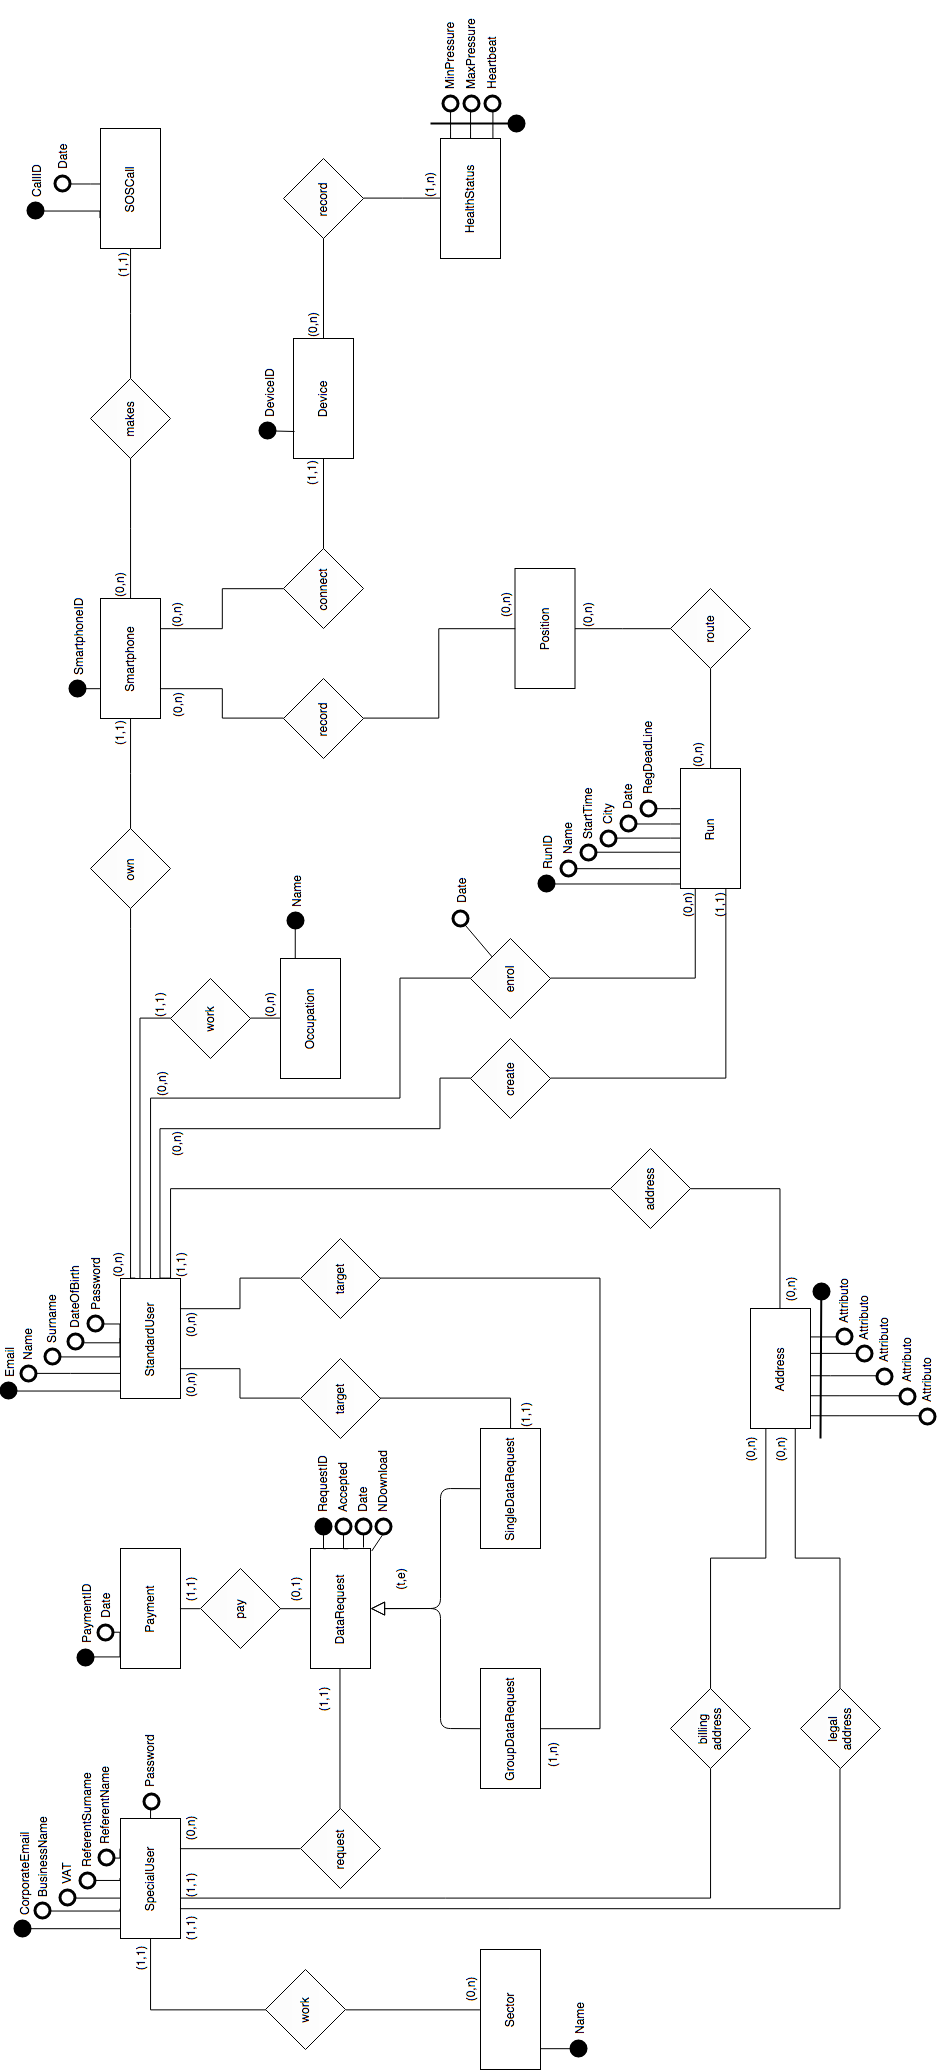 MinPressure
MaxPressure
Heartbeat
CallID
Date
SOSCall
(1,1)
record
(1,n)
HealthStatus
makes
(0,n)
DeviceID
Device
(1,1)
SmartphoneID
(0,n)
Smartphone
(0,n)
(0,n)
(1,1)
connect
record
(0,n)
Position
(0,n)
route
own
(0,n)
RegDeadLine
Date
City
StartTime
Name
RunID
Run
(0,n)
(1,1)
Name
Date
(1,1)
work
(0,n)
Occupation
enrol
(0,n)
create
(0,n)
address
Email
Name
Surname
DateOfBirth
Password
(0,n)
(1,1)
StandardUser
(0,n)
(0,n)
target
target
(0,n)
Address
Attributo
Attributo
Attributo
Attributo
Attributo
(0,n)
(0,n)
(1,1)
SingleDataRequest
RequestID
Accepted
Date
NDownload
PaymentID
Date
Payment
(1,1)
pay
(0,1)
DataRequest
(t,e)
(1,1)
GroupDataRequest
(1,n)
billing
address
legal
address
CorporateEmail
BusinessName
VAT
ReferentSurname
ReferentName
Password
SpecialUser
(0,n)
(1,1)
(1,1)
(1,1)
request
work
(0,n)
Sector
Name